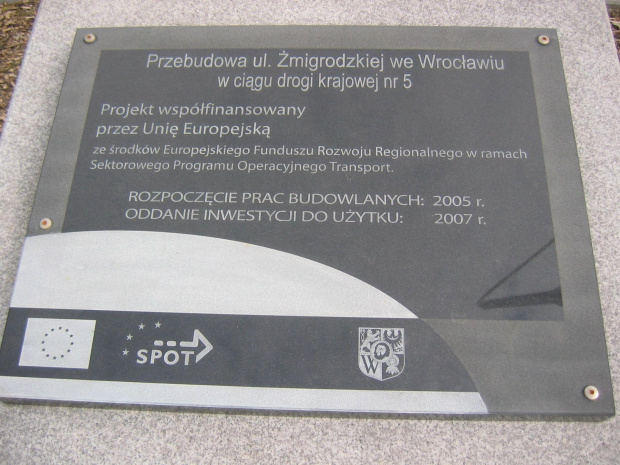 Przebudowa ul. Żmigrodzkiej we Wrocławiu
w ciągu drogi krajowej nr 5
Projekt współfinansowany
przez Unię Europejską
ze środków Europejskiego Funduszu Rozwoju Regionalnego w ramach
Sektorowego Programu Operacyjnego Transport.
ROZPOCZĘCIE PRAC BUDOWLANYCH: 2005 r.
ODDANIE INWESTYCJI DO UŻYTKU: 2007 r.
SPOT
W